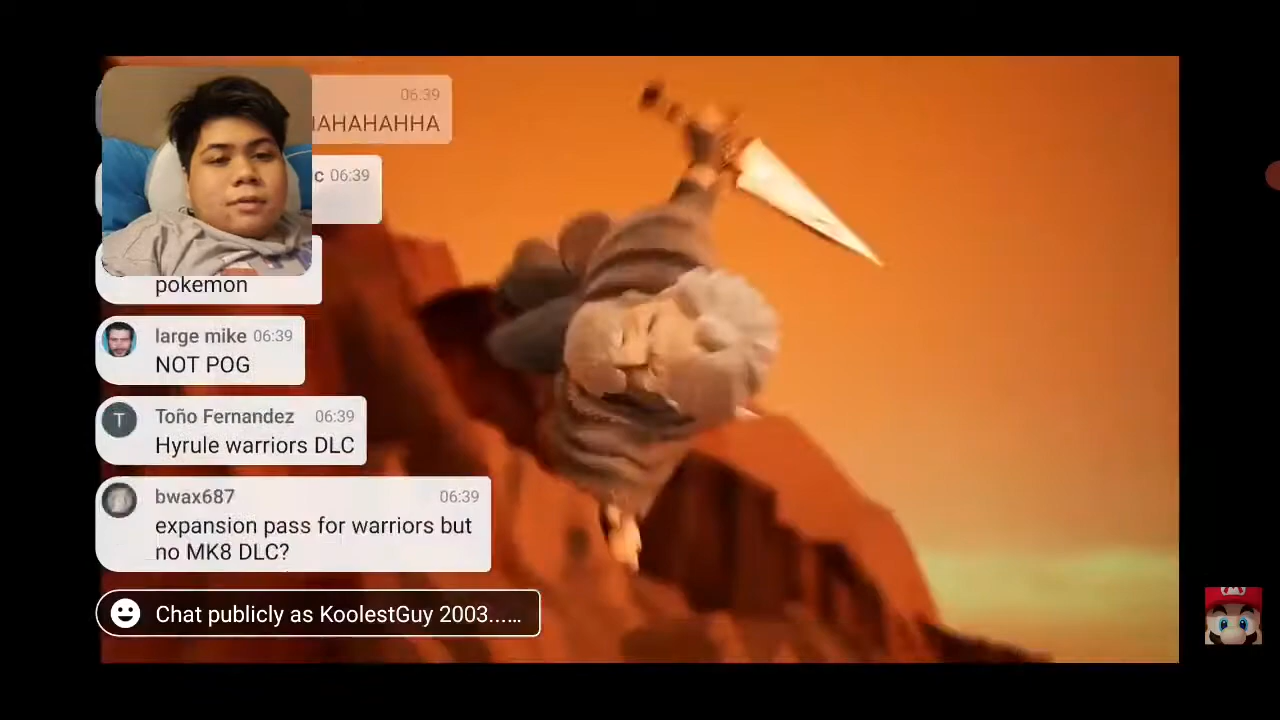 06:39
AHAHAHHA
c 06:39
pokemon
large mike 06:39
NOT POG
T
Toño Fernandez 06:39
Hyrule warriors DLC
bwax687 06:39
expansion pass for warriors but
no MK8 DLC?
Chat publicly as KoolestGuy 2003...…
M